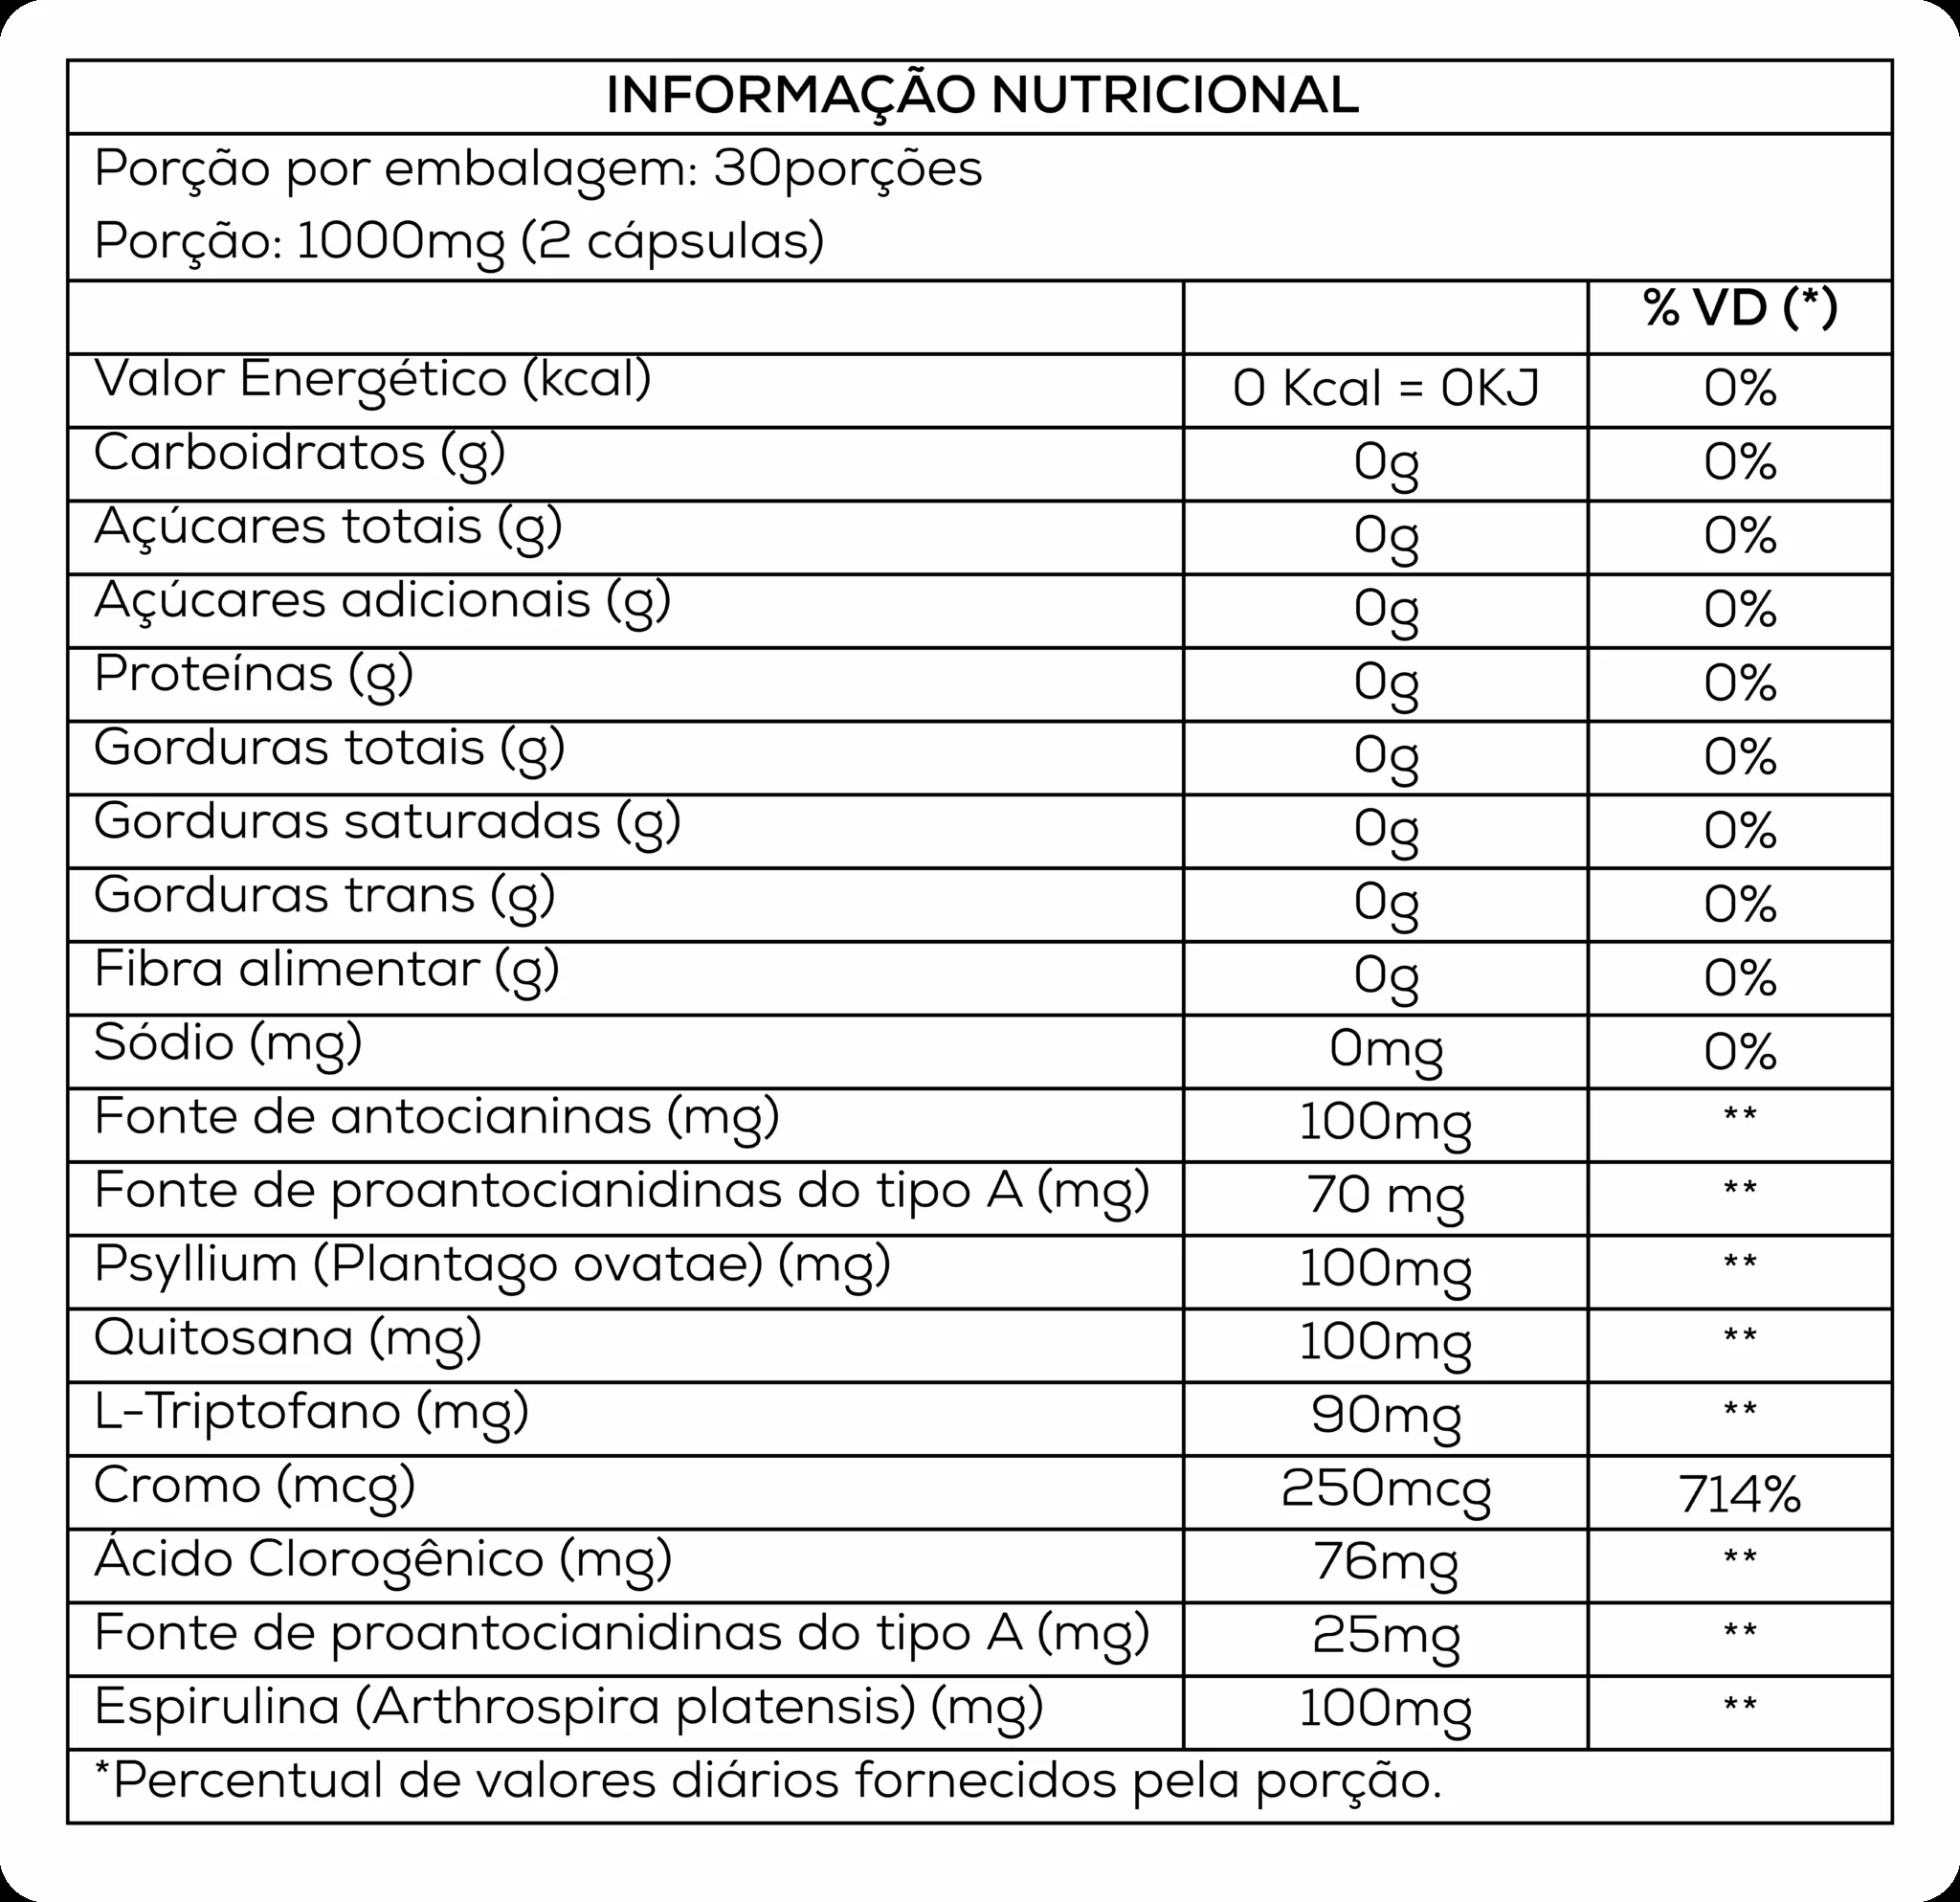 INFORMAÇÃO NUTRICIONAL
Porção por embalagem: 30porções
Porção: 1000mg (2 cápsulas)
% VD (*)
Valor Energético (kcal) 0 Kcal = 0KJ 0%
Carboidratos (g) 0g 0%
Açúcares totais (g) 0g 0%
Açúcares adicionais (g) 0g 0%
Proteínas (g) 0g 0%
Gorduras totais (g) 0g 0%
Gorduras saturadas (g) 0g 0%
Gorduras trans (g) 0g 0%
Fibra alimentar (g) 0g 0%
Sódio (mg) 0mg 0%
Fonte de antocianinas (mg) 100mg **
Fonte de proantocianidinas do tipo A (mg) 70 mg **
Psyllium (Plantago ovatae) (mg) 100mg **
Quitosana (mg) 100mg **
L-Triptofano (mg) 90mg **
Cromo (mcg) 250mcg 714%
Ácido Clorogênico (mg) 76mg **
Fonte de proantocianidinas do tipo A (mg) 25mg **
Espirulina (Arthrospira platensis) (mg) 100mg **
*Percentual de valores diários fornecidos pela porção.